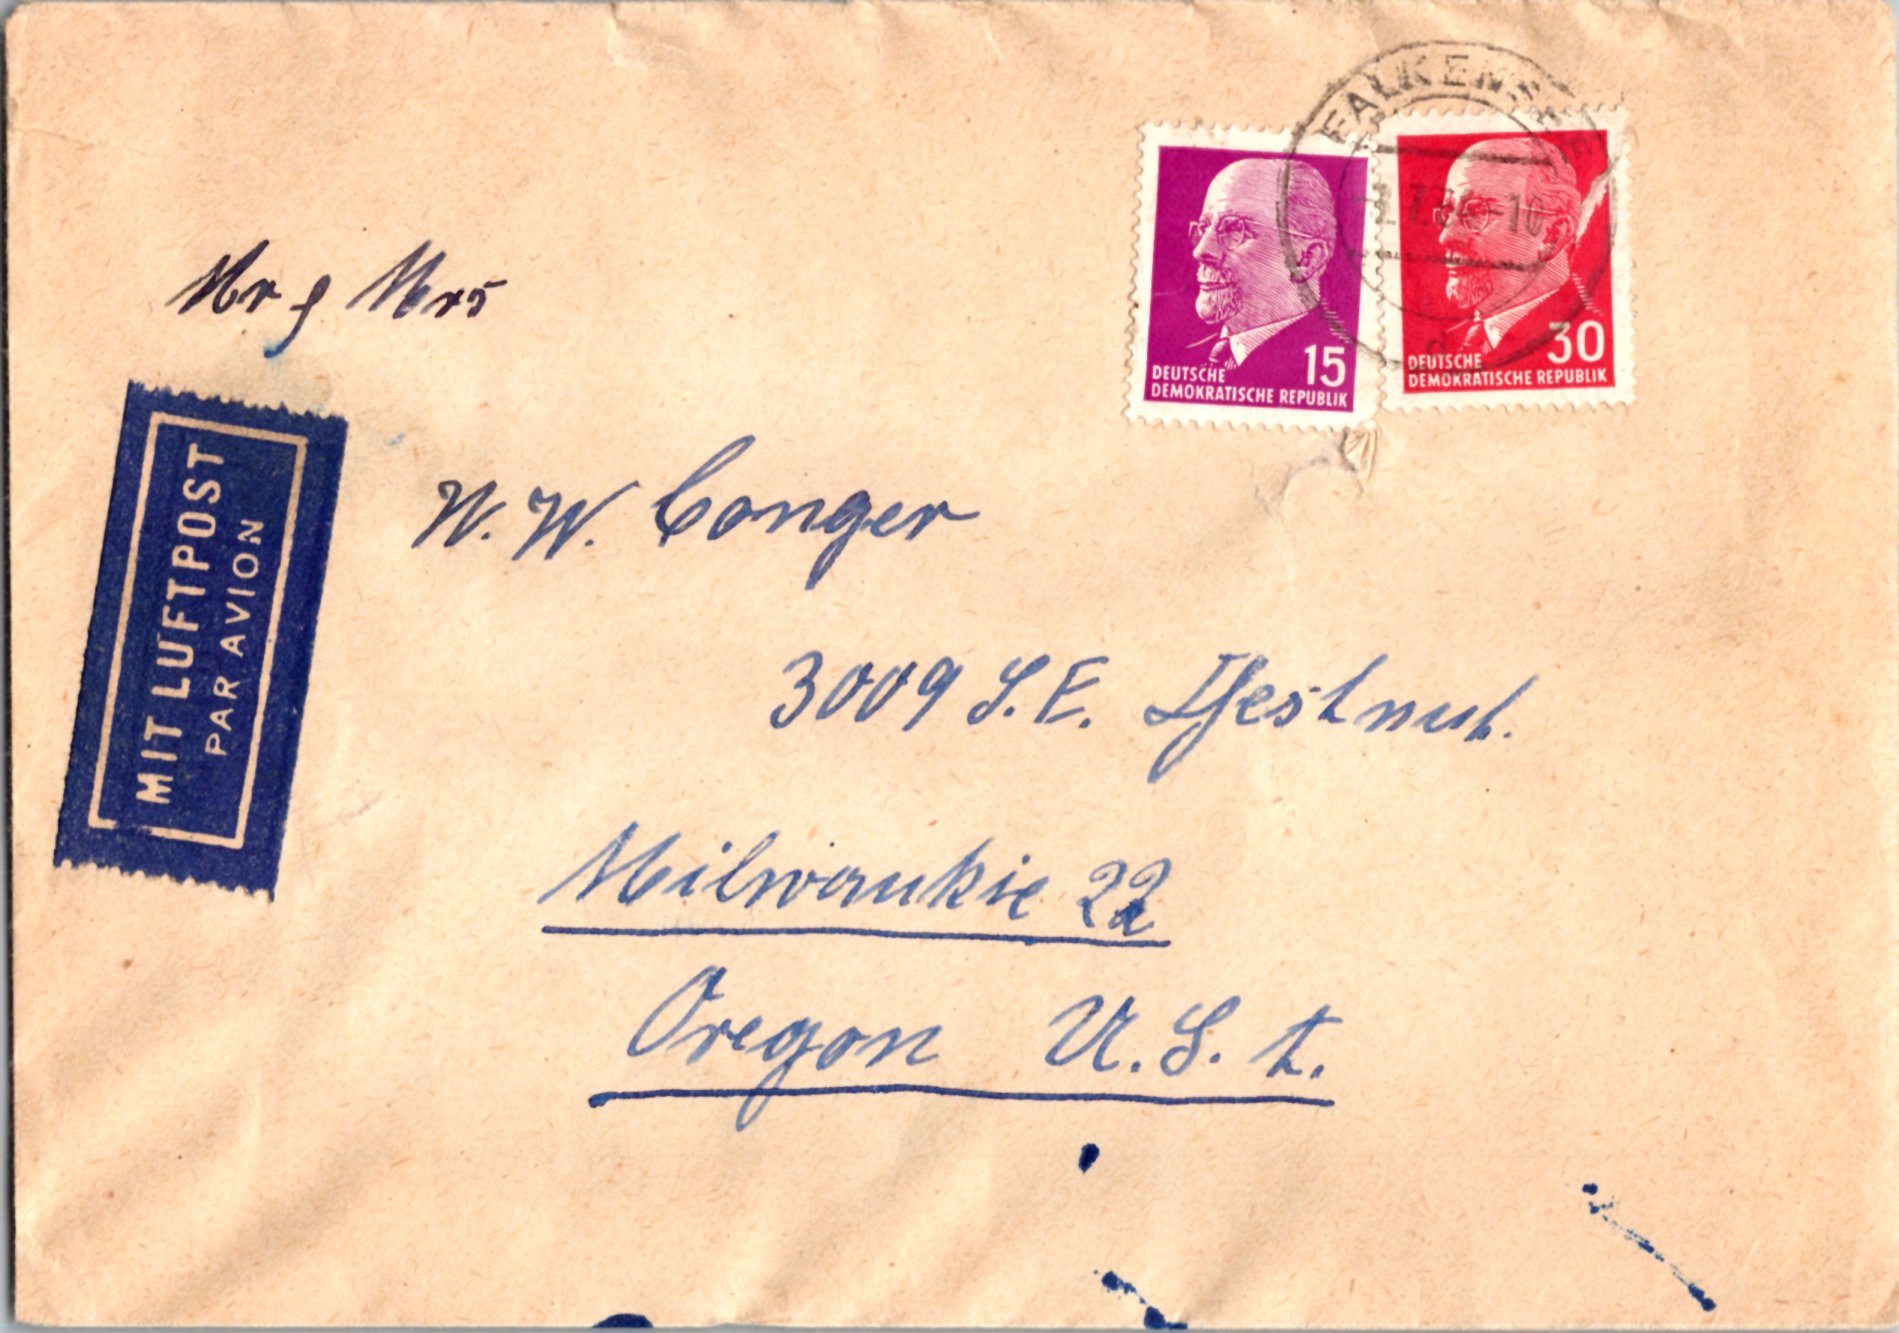 Mr & Mrs
W. W. Conger
3009 S.E. Chestnut.
Milwaukie 22
Oregon U.S.A.
MIT LUFTPOST
PAR AVION
15
DEUTSCHE
DEMOKRATISCHE REPUBLIK
30
DEUTSCHE
DEMOKRATISCHE REPUBLIK